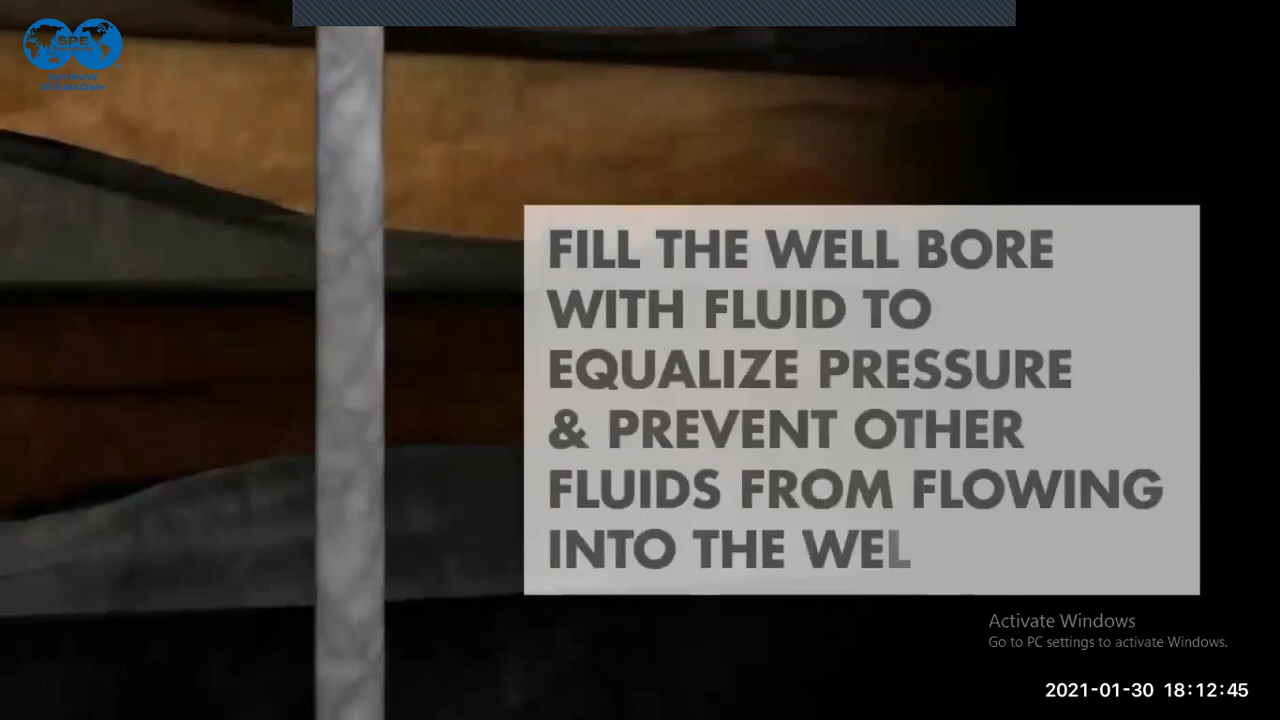 SPE
FILL THE WELL BORE
WITH FLUID TO
EQUALIZE PRESSURE
& PREVENT OTHER
FLUIDS FROM FLOWING
INTO THE WEL
Activate Windows
Go to PC settings to activate Windows.
2021-01-30 18:12:45